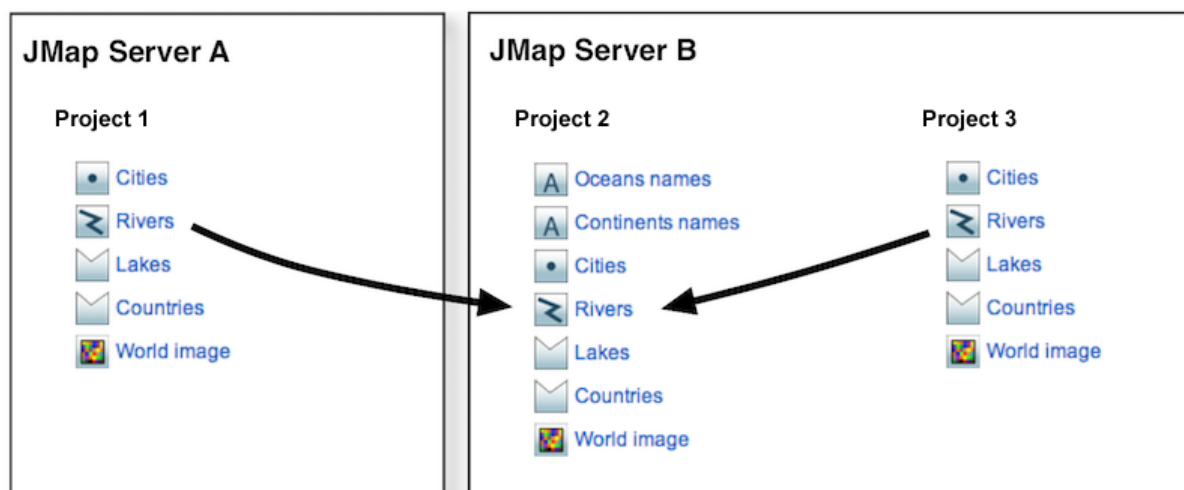 JMap Server A
Project 1
Cities
Rivers
Lakes
Countries
World image
JMap Server B
Project 2
A Oceans names
A Continents names
Cities
Rivers
Lakes
Countries
World image
Project 3
Cities
Rivers
Lakes
Countries
World image